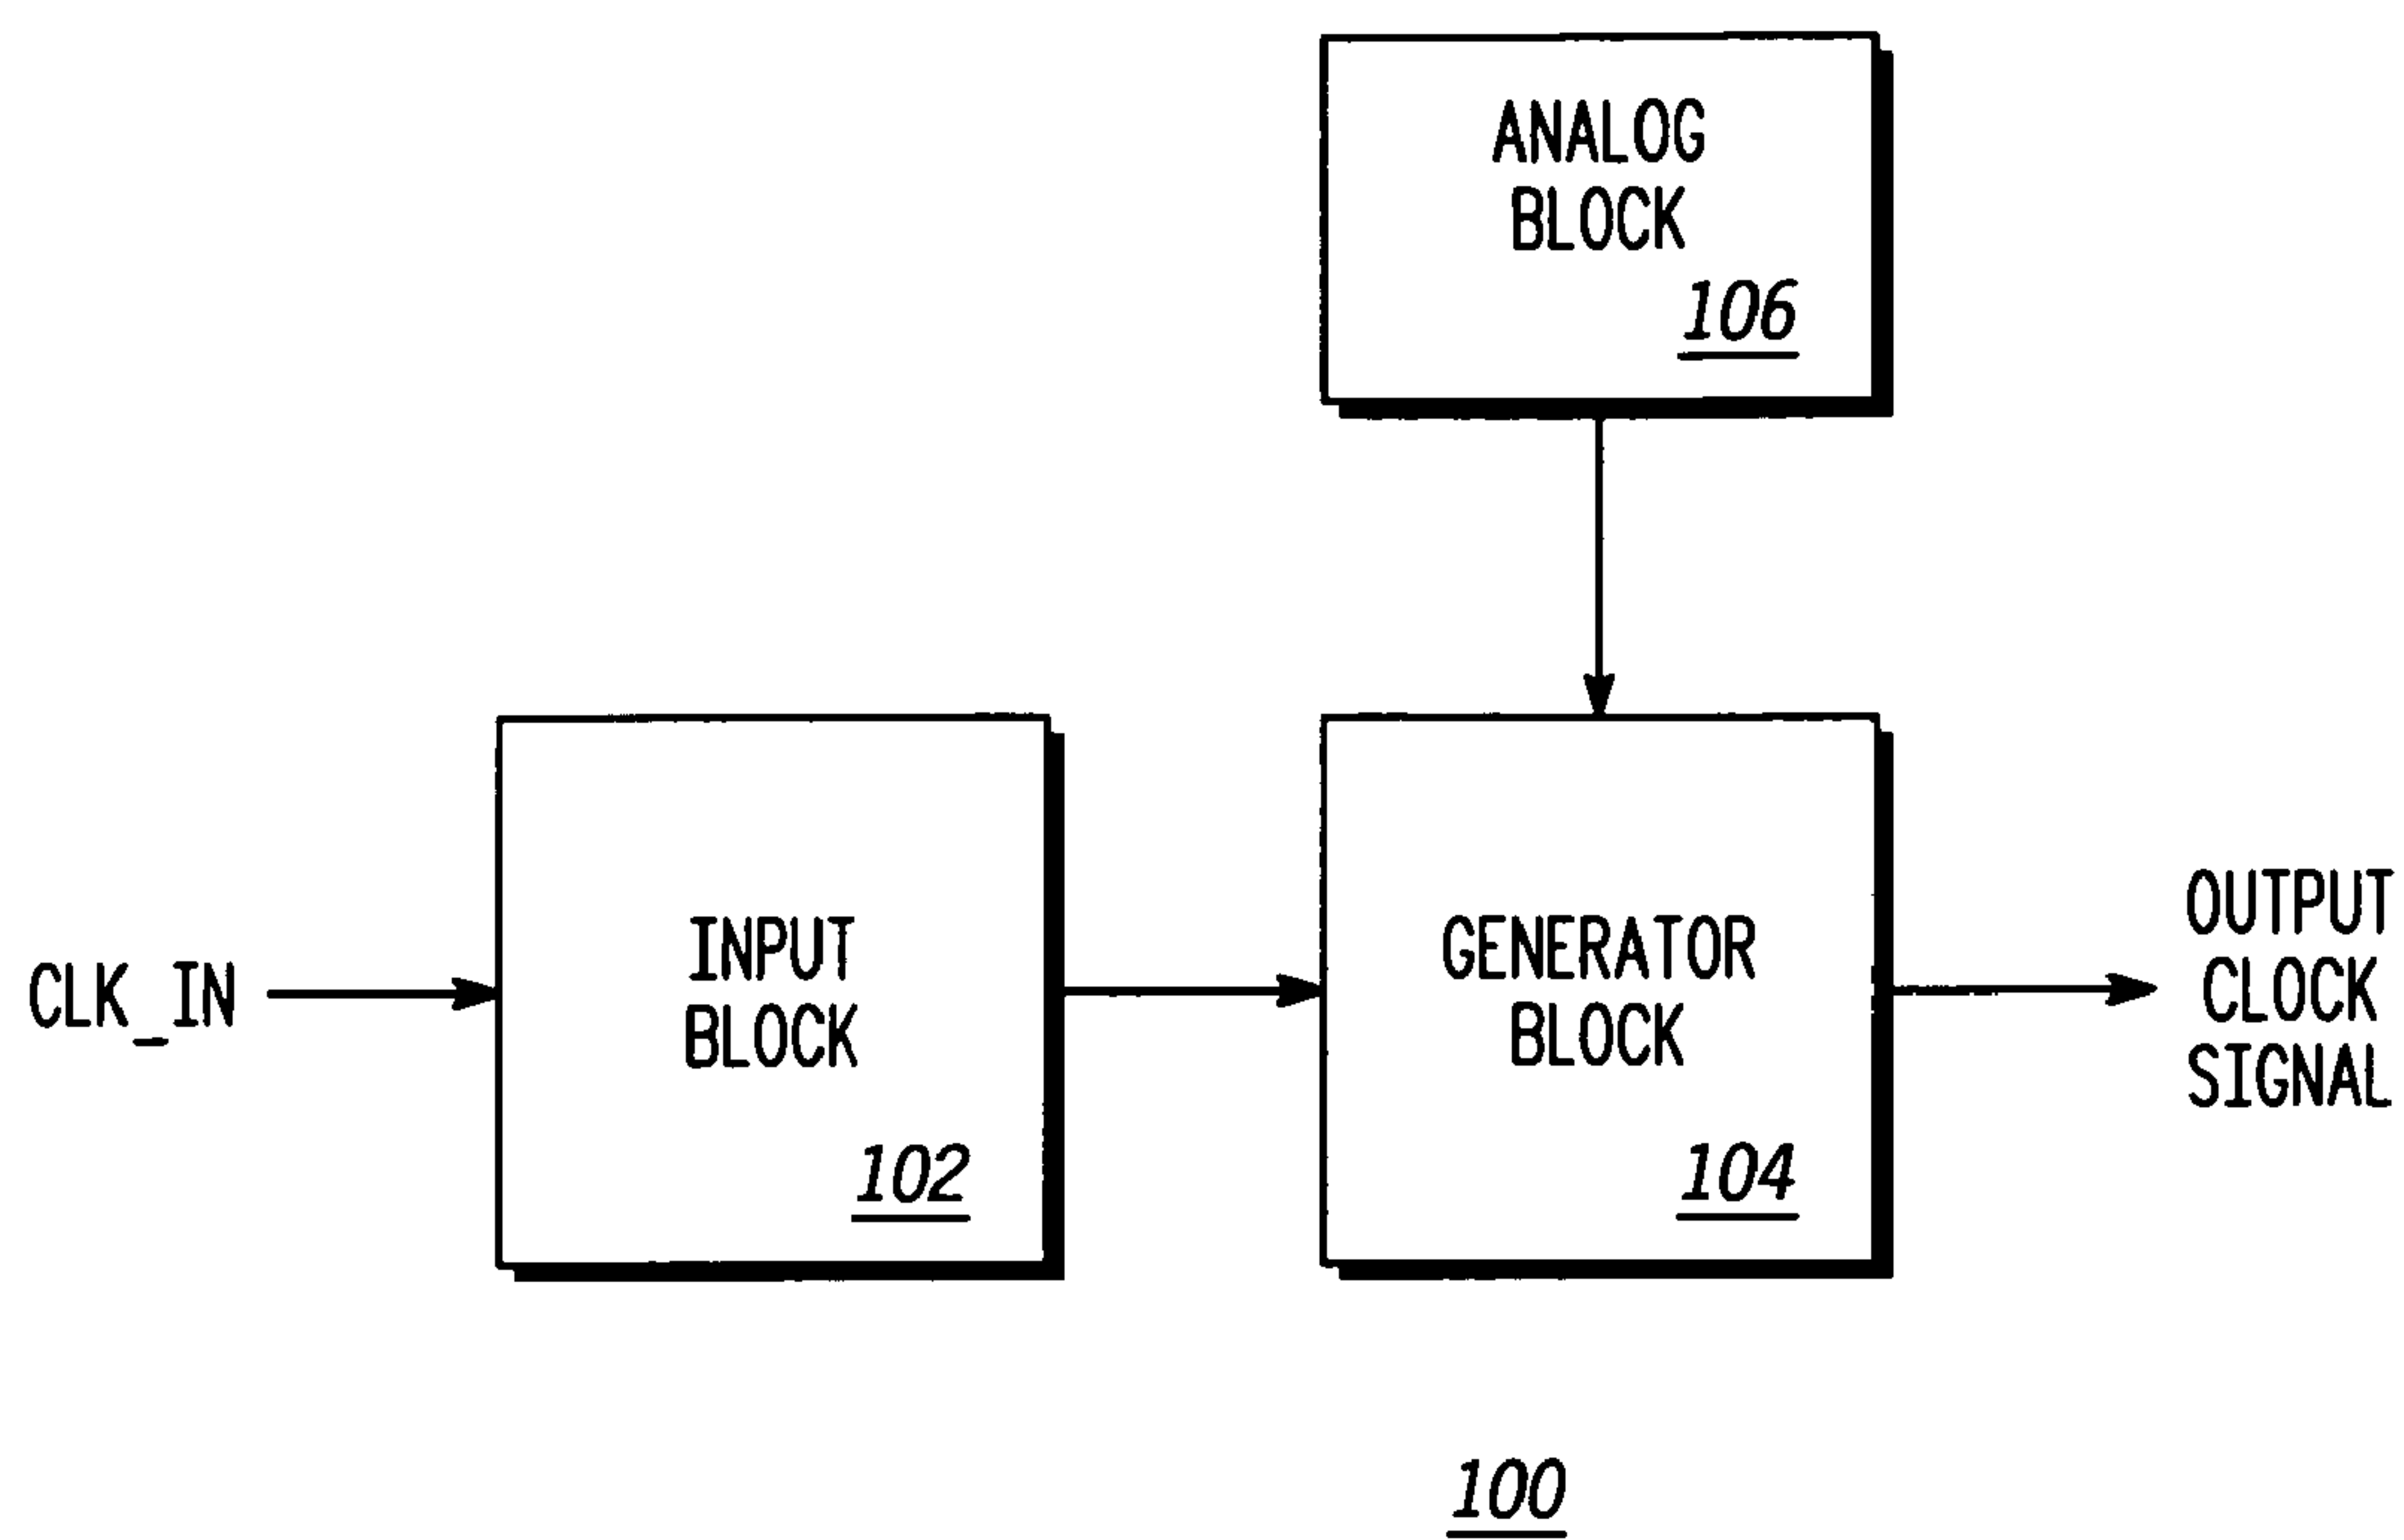 ANALOG
BLOCK
106
CLK_IN
INPUT
BLOCK
102
GENERATOR
BLOCK
104
OUTPUT
CLOCK
SIGNAL
100